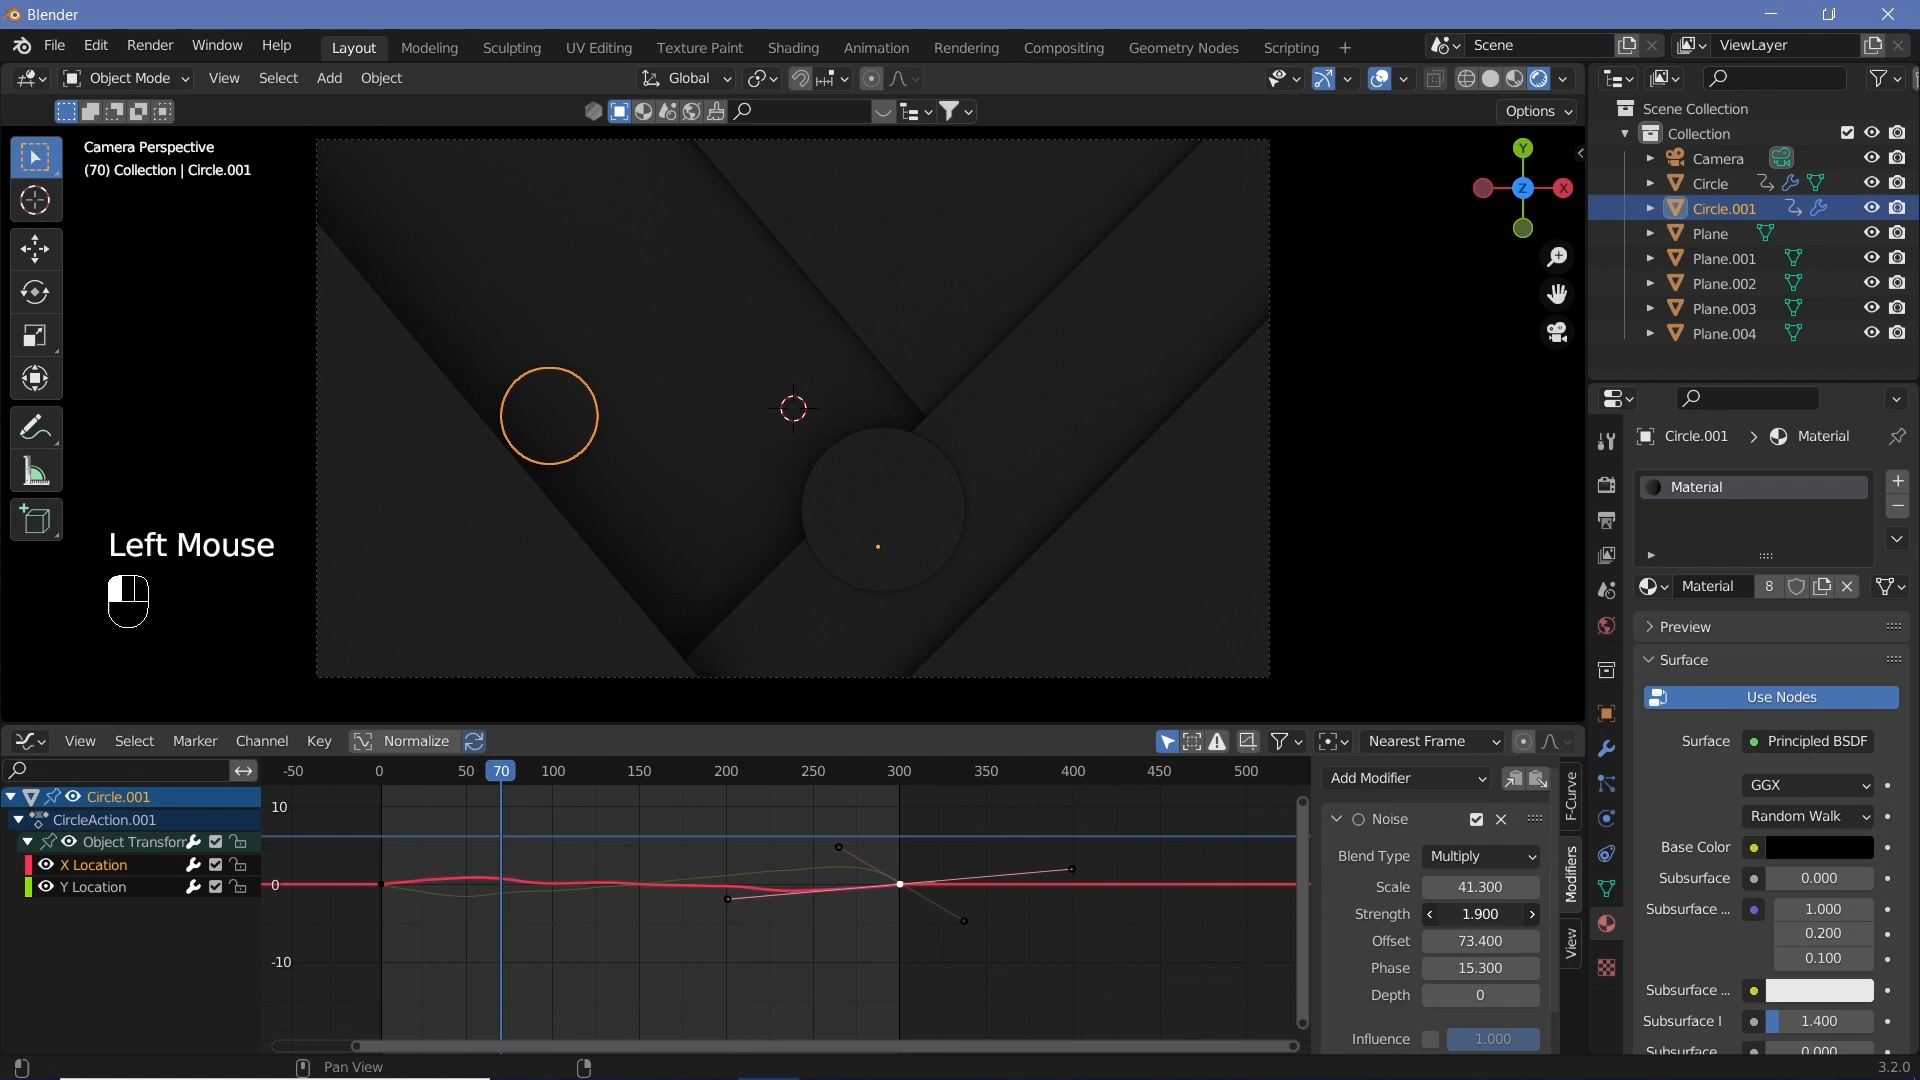 Blender
File Edit Render Window Help Layout Modeling Sculpting UV Editing Texture Paint Shading Animation Rendering Compositing Geometry Nodes Scripting + Scene ViewLayer
Object Mode View Select Add Object Global
Options
Camera Perspective
(70) Collection | Circle.001
Y
Z X
Left Mouse
Scene Collection
Collection
Camera
Circle
Circle.001
Plane
Plane.001
Plane.002
Plane.003
Plane.004
Circle.001 > Material
Material
Material 8
Preview
Surface
Use Nodes
Surface Principled BSDF
GGX
Random Walk
Base Color
Subsurface 0.000
Subsurface ... 1.000
0.200
0.100
Subsurface ...
Subsurface I 1.400
Subsurface 0.000
View Select Marker Channel Key Normalize Nearest Frame
-50 0 50 70 100 150 200 250 300 350 400 450 500
Circle.001
CircleAction.001
Object Transform
X Location
Y Location
10
0
-10
Add Modifier
Noise
Blend Type Multiply
Scale 41.300
Strength 1.900
Offset 73.400
Phase 15.300
Depth 0
Influence 1.000
F-Curve
Modifiers
View
Pan View
3.2.0